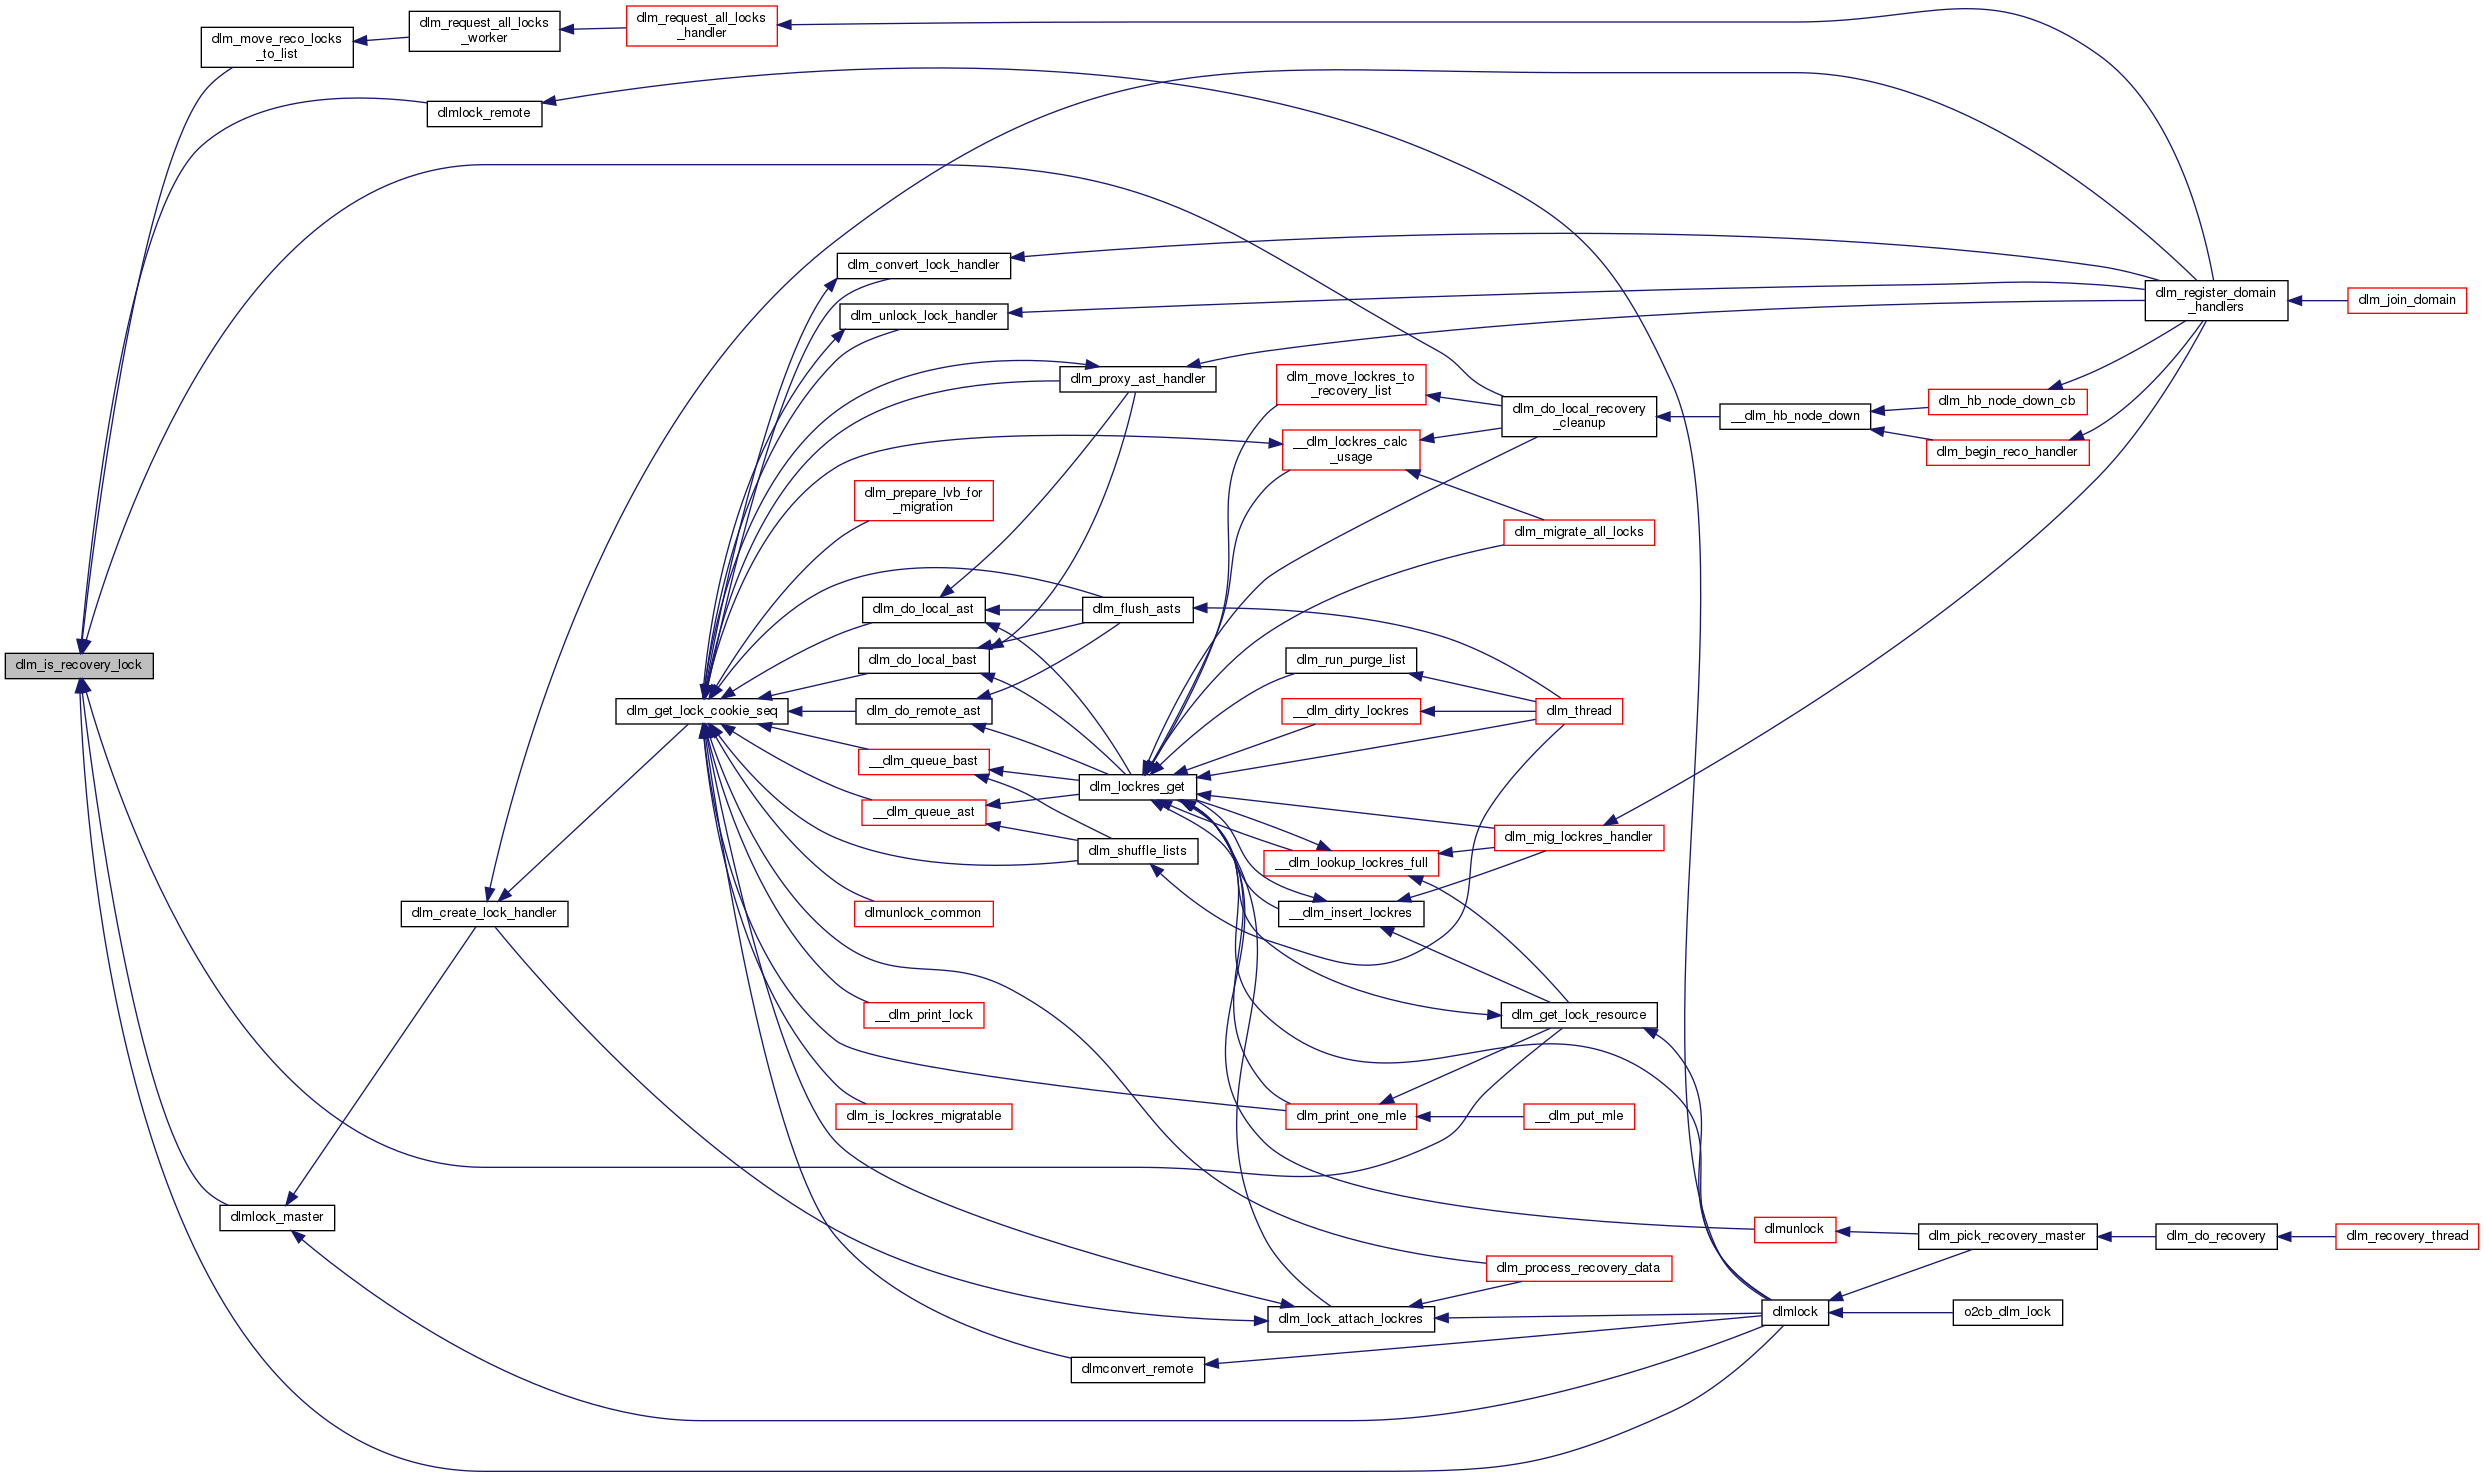 dlm_move_reco_locks
_to_list
dlm_request_all_locks
_worker
dlm_request_all_locks
_handler
dlmlock_remote
dlm_convert_lock_handler
dlm_unlock_lock_handler
dlm_register_domain
_handlers
dlm_join_domain
dlm_proxy_ast_handler
dlm_move_lockres_to
_recovery_list
dlm_do_local_recovery
_cleanup
__dlm_hb_node_down
dlm_hb_node_down_cb
dlm_begin_reco_handler
__dlm_lockres_calc
_usage
dlm_prepare_lvb_for
_migration
dlm_migrate_all_locks
dlm_do_local_ast
dlm_flush_asts
dlm_is_recovery_lock
dlm_do_local_bast
dlm_run_purge_list
dlm_get_lock_cookie_seq
dlm_do_remote_ast
__dlm_dirty_lockres
dlm_thread
__dlm_queue_bast
dlm_lockres_get
__dlm_queue_ast
dlm_mig_lockres_handler
dlm_shuffle_lists
__dlm_lookup_lockres_full
dlm_create_lock_handler
dlmunlock_common
__dlm_insert_lockres
__dlm_print_lock
dlm_get_lock_resource
dlm_is_lockres_migratable
dlm_print_one_mle
__dlm_put_mle
dlmlock_master
dlmunlock
dlm_pick_recovery_master
dlm_do_recovery
dlm_recovery_thread
dlm_process_recovery_data
dlm_lock_attach_lockres
dlmlock
o2cb_dlm_lock
dlmconvert_remote